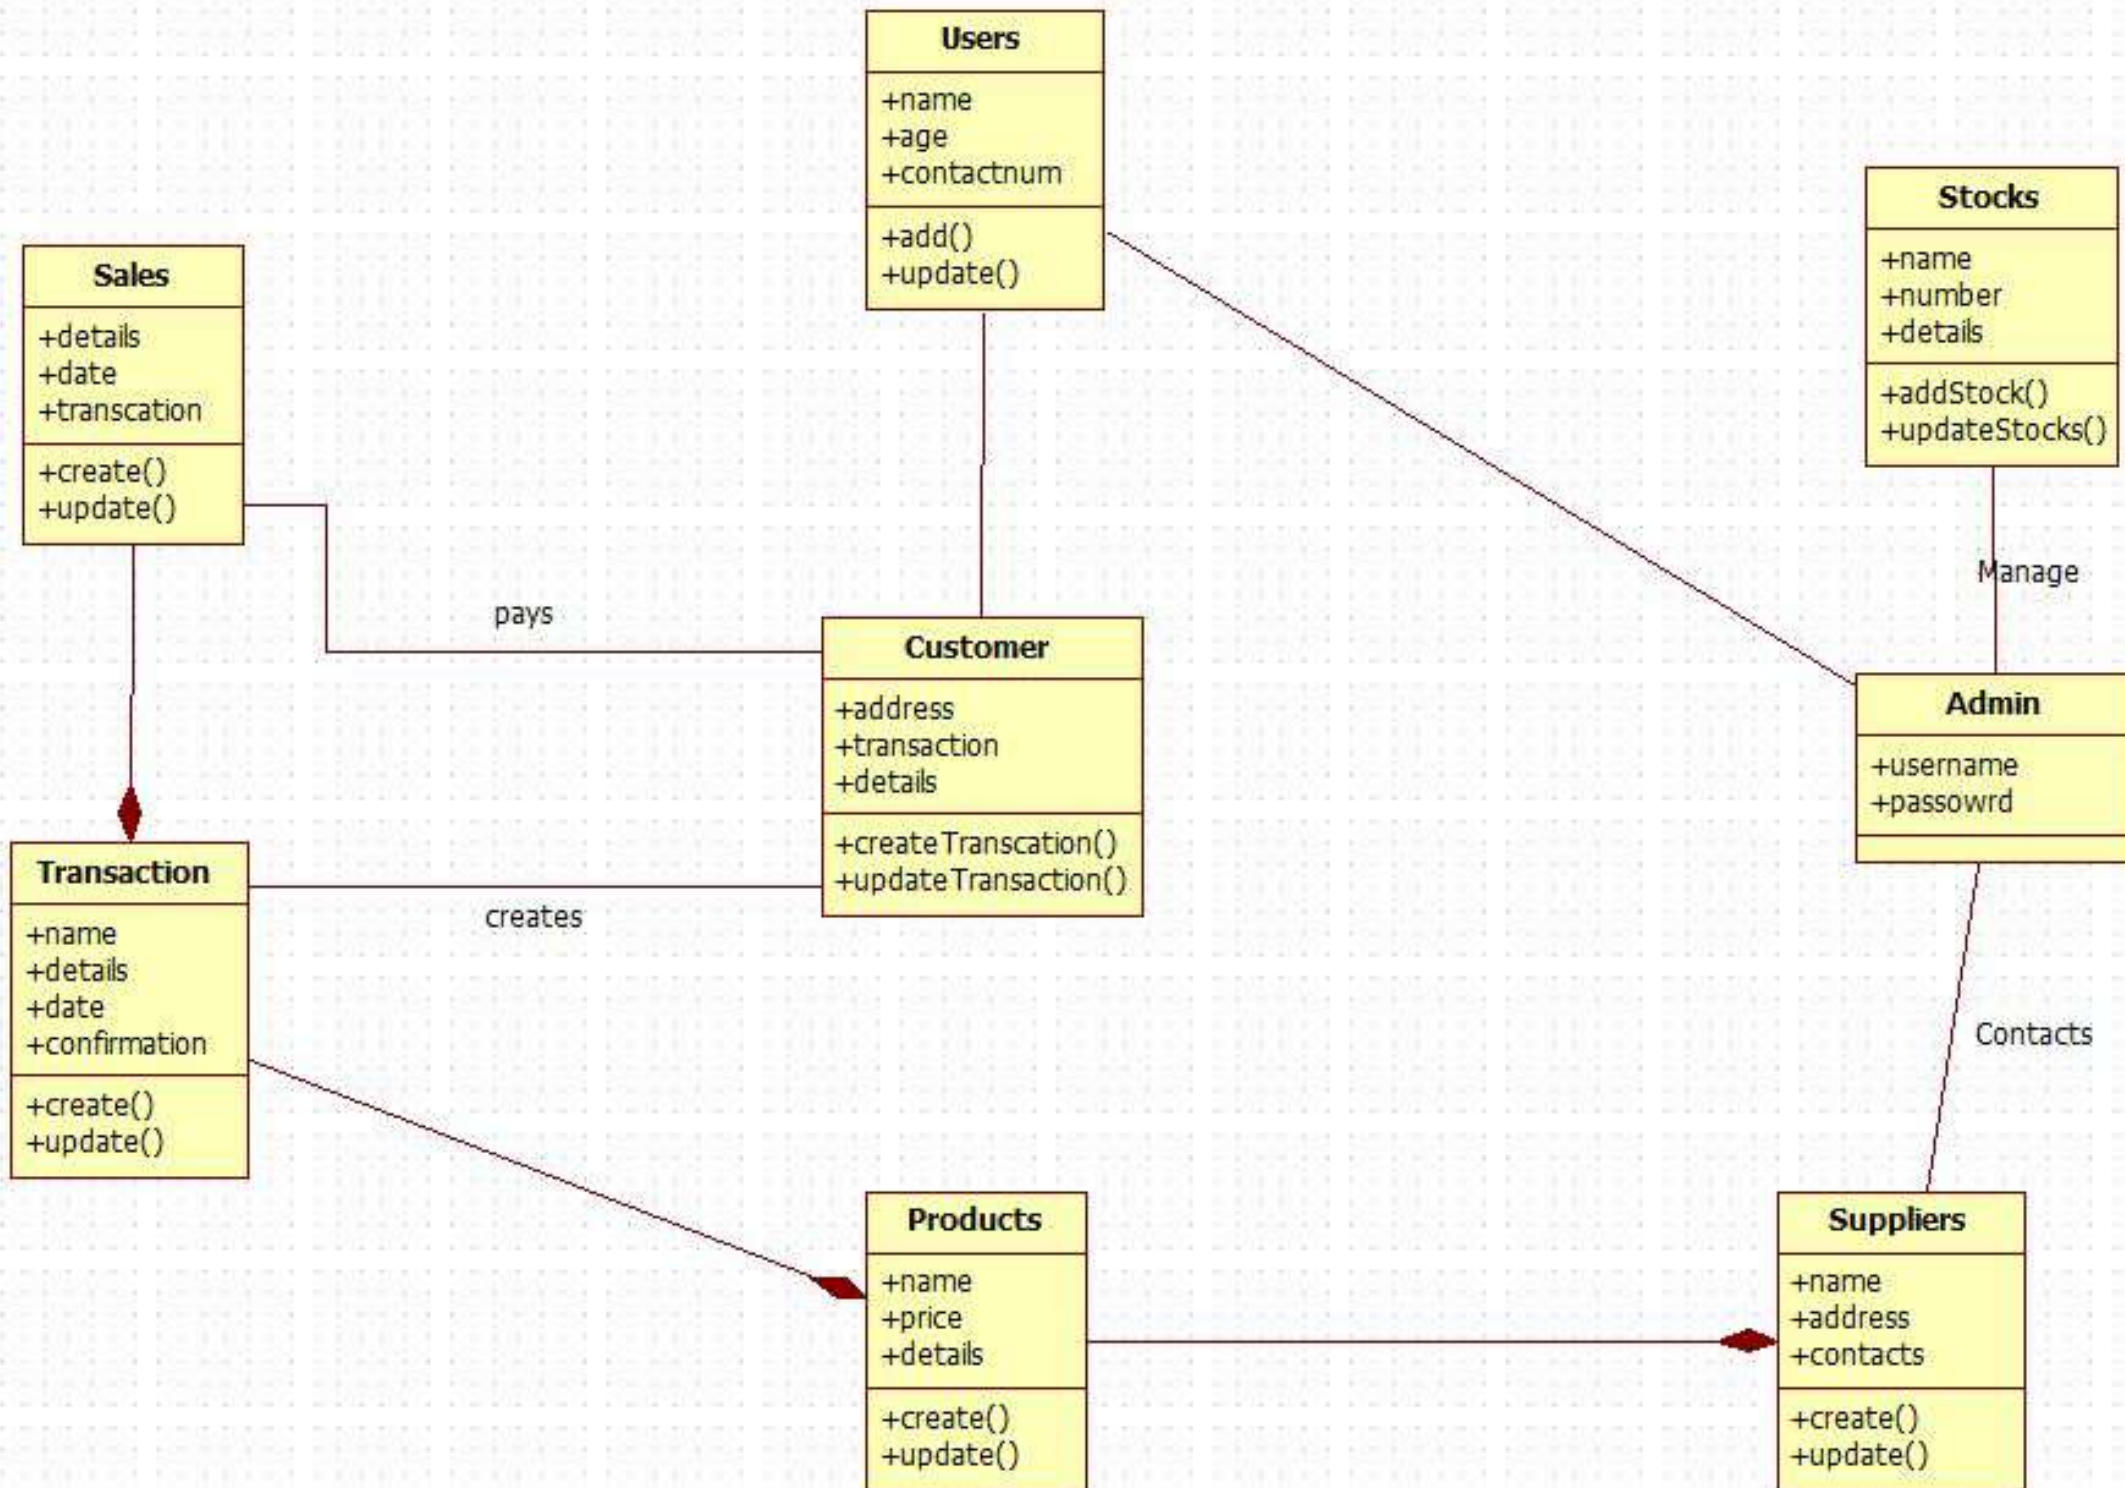 Users
+name
+age
+contactnum
+add()
+update()
Stocks
+name
+number
+details
+addStock()
+updateStocks()
Sales
+details
+date
+transcation
+create()
+update()
pays
Manage
Customer
+address
+transaction
+details
+createTranscation()
+updateTransaction()
Admin
+username
+passowrd
Transaction
+name
+details
+date
+confirmation
+create()
+update()
creates
Contacts
Products
+name
+price
+details
+create()
+update()
Suppliers
+name
+address
+contacts
+create()
+update()